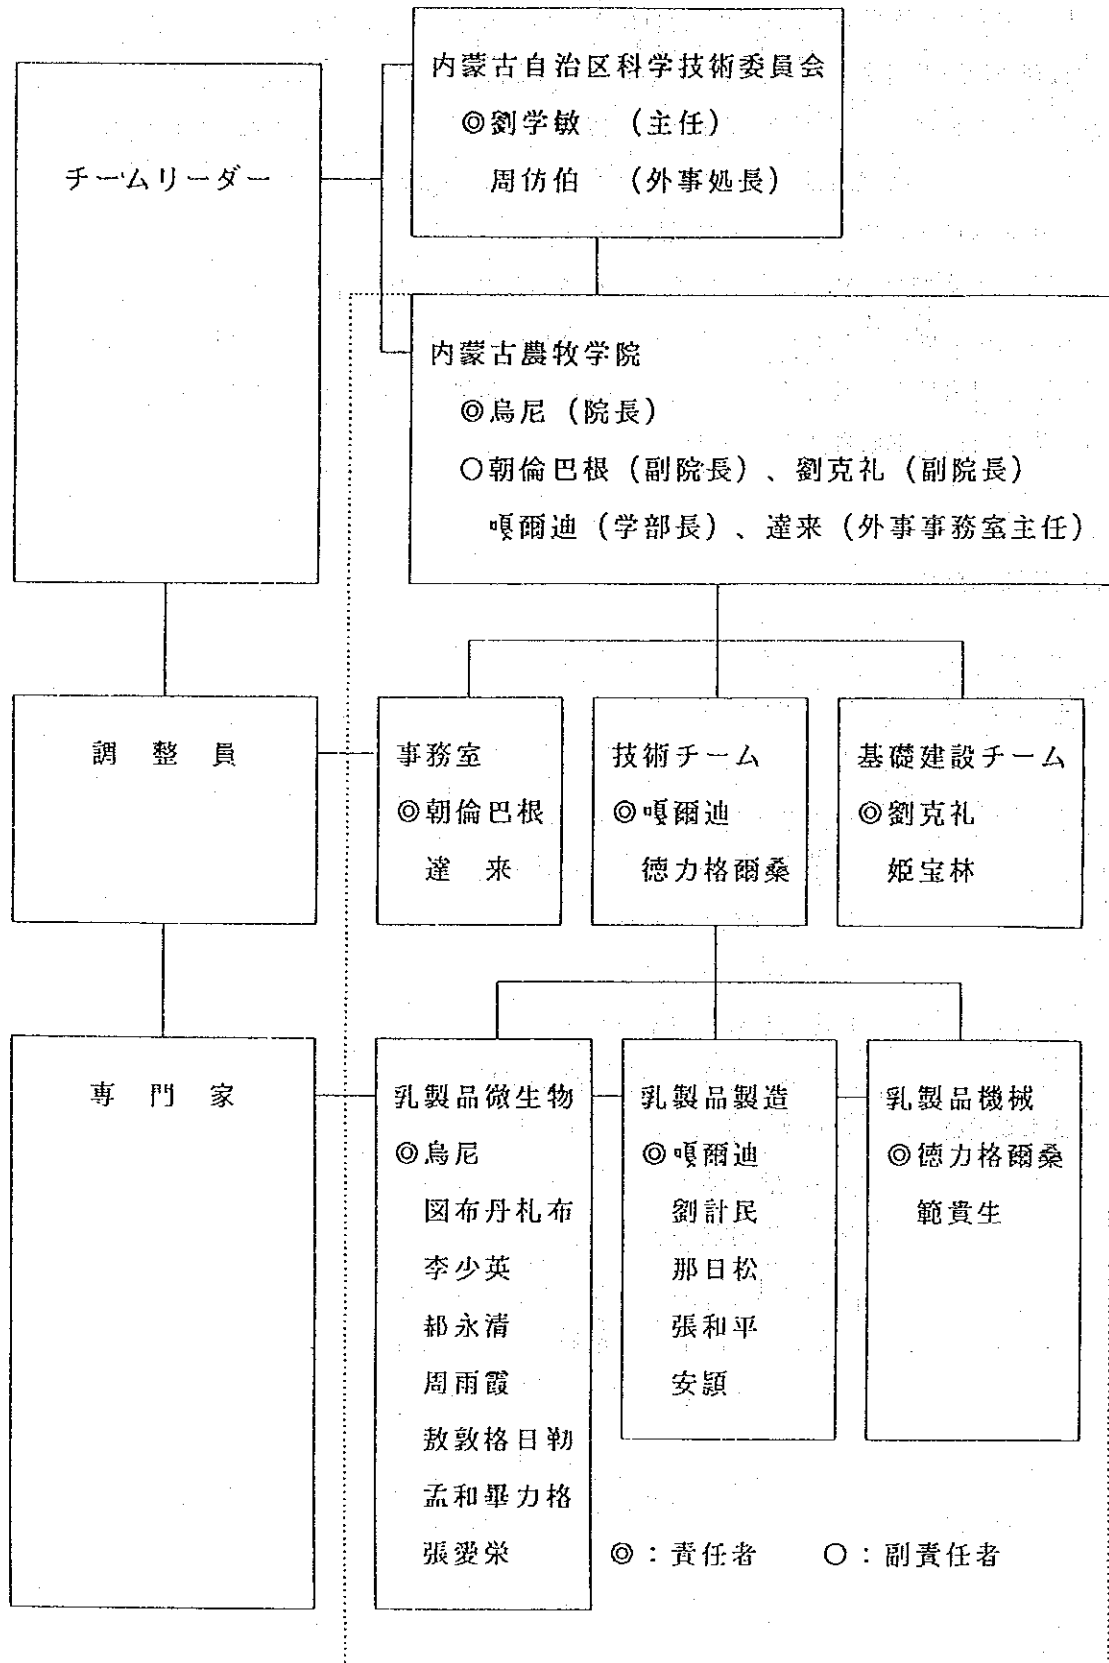 チームリーダー
内蒙古自治区科学技術委員会
◎劉学敏 (主任)
周仿伯 (外事処長)
内蒙古農牧学院
◎烏尼 (院長)
○朝倫巴根 (副院長) 、劉克礼 (副院長)
嘎爾迪 (学部長) 、達来 (外事事務室主任)
調 整 員
事務室
◎朝倫巴根
達 来
技術チーム
◎嘎爾迪
徳力格爾桑
基礎建設チーム
◎劉克礼
姫宝林
専 門 家
乳製品微生物
◎烏尼
図布丹札布
李少英
郝永清
周雨霞
敖敦格日勒
孟和畢力格
張愛栄
乳製品製造
◎嘎爾迪
劉計民
那日松
張和平
安穎
乳製品機械
◎徳力格爾桑
範貴生
◎:責任者 ○:副責任者